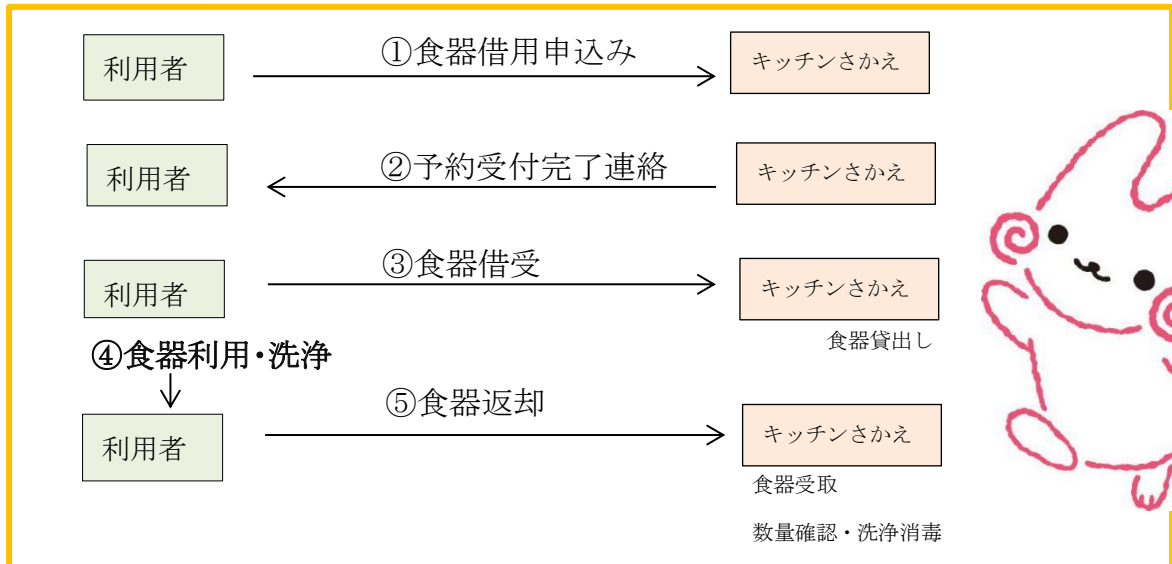 利用者
①食器借用申込み
キッチンさかえ
利用者
②予約受付完了連絡
キッチンさかえ
利用者
③食器借受
キッチンさかえ
食器貸出し
④食器利用・洗浄
利用者
⑤食器返却
キッチンさかえ
食器受取
数量確認・洗浄消毒